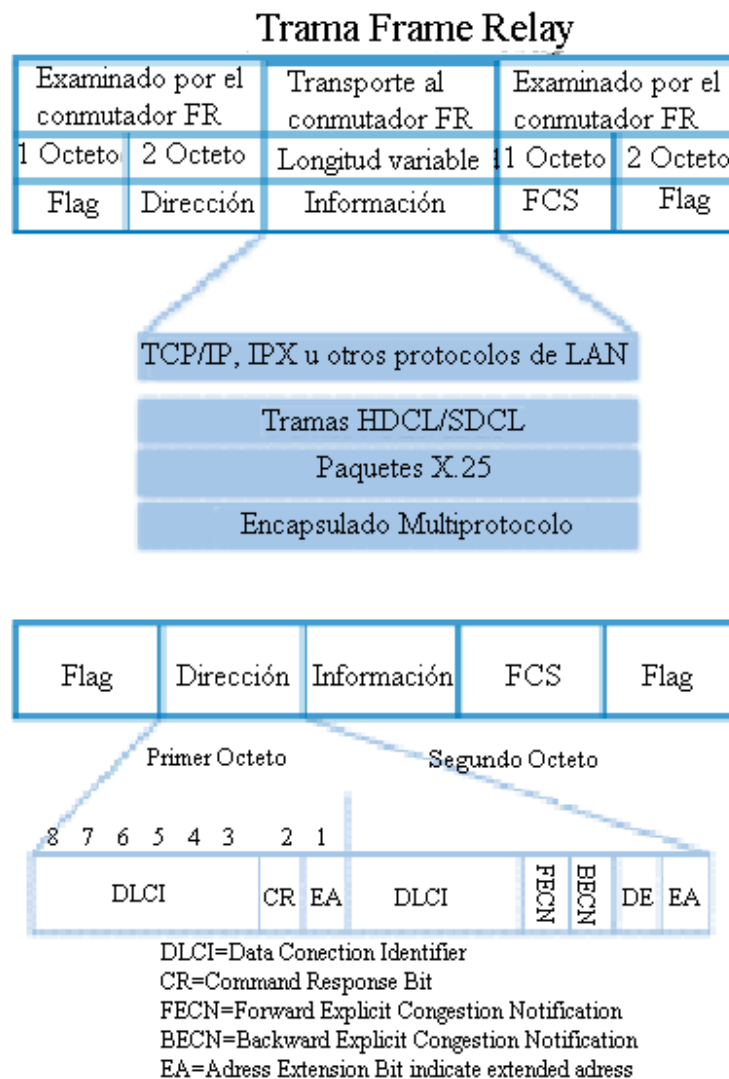 Trama Frame Relay
Examinado por el conmutador FR
Transporte al conmutador FR
Examinado por el conmutador FR
1 Octeto 2 Octeto Longitud variable 1 Octeto 2 Octeto
Flag Dirección Información FCS Flag
TCP/IP, IPX u otros protocolos de LAN
Tramas HDCL/SDCL
Paquetes X.25
Encapsulado Multiprotocolo
Flag Dirección Información FCS Flag
Primer Octeto Segundo Octeto
8 7 6 5 4 3 2 1
DLCI CR EA DLCI FECN BECN DE EA
DLCI=Data Conection Identifier
CR=Command Response Bit
FECN=Forward Explicit Congestion Notification
BECN=Backward Explicit Congestion Notification
EA=Adress Extension Bit indicate extended adress